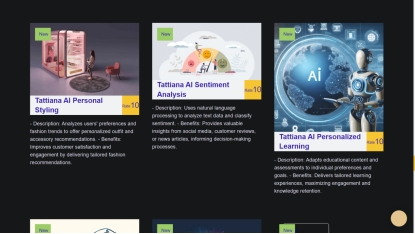 New
Tattiana AI Personal
Styling
Rate 10
- Description: Analyzes users' preferences and
fashion trends to offer personalized outfit and
accessory recommendations. - Benefits:
Improves customer satisfaction and
engagement by delivering tailored fashion
recommendations.
New
Tattiana AI Sentiment
Analysis
Rate 10
- Description: Uses natural language
processing to analyze text data and classify
sentiment. - Benefits: Provides valuable
insights from social media, customer reviews,
or news articles, informing decision-making
processes.
New
Ai
Tattiana AI Personalized
Learning
Rate 10
- Description: Adapts educational content and
assessments to individual preferences and
goals. - Benefits: Delivers tailored learning
experiences, maximizing engagement and
knowledge retention.
New
New
New